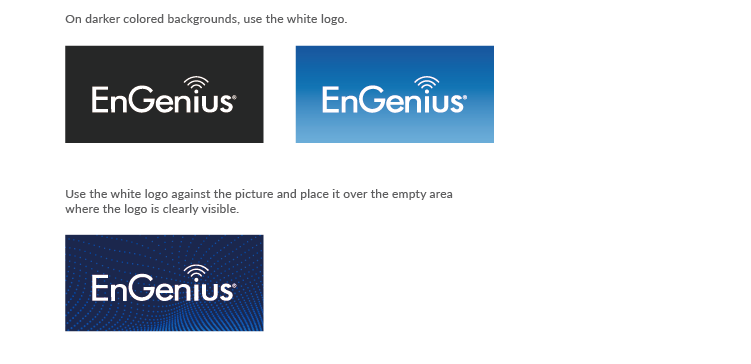 On darker colored backgrounds, use the white logo.
EnGenius®
EnGenius®
Use the white logo against the picture and place it over the empty area
where the logo is clearly visible.
EnGenius®